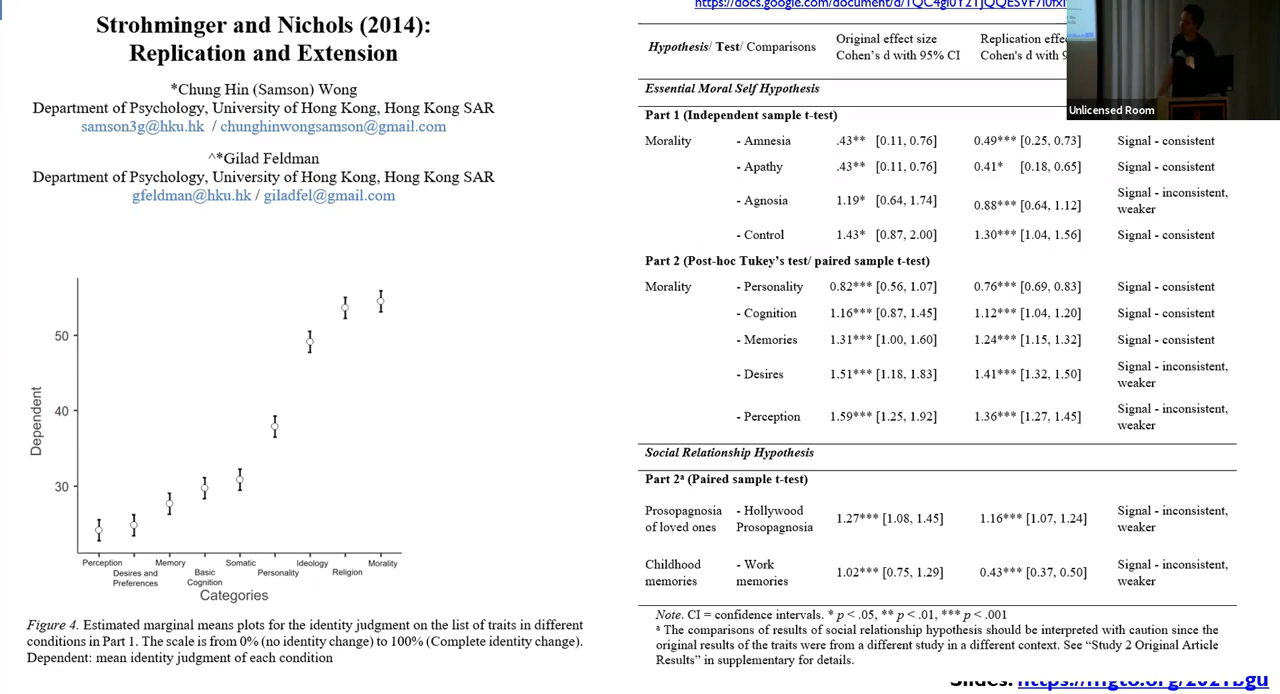 Strohminger and Nichols (2014):
Replication and Extension
*Chung Hin (Samson) Wong
Department of Psychology, University of Hong Kong, Hong Kong SAR
samson3g@hku.hk / chunghinwongsamson@gmail.com
^*Gilad Feldman
Department of Psychology, University of Hong Kong, Hong Kong SAR
gfeldman@hku.hk / giladfel@gmail.com
Dependent
50
40
30
Perception Desires and Preferences Memory Basic Cognition Somatic Personality Ideology Religion Morality
Categories
Figure 4. Estimated marginal means plots for the identity judgment on the list of traits in different
conditions in Part 1. The scale is from 0% (no identity change) to 100% (Complete identity change).
Dependent: mean identity judgment of each condition
Hypothesis/ Test/ Comparisons Original effect size Cohen's d with 95% CI Replication Cohen's d with
Unlicensed Room
Essential Moral Self Hypothesis
Part 1 (Independent sample t-test)
Morality - Amnesia .43** [0.11, 0.76] 0.49*** [0.25, 0.73] Signal - consistent
- Apathy .43** [0.11, 0.76] 0.41* [0.18, 0.65] Signal - consistent
- Agnosia 1.19* [0.64, 1.74] 0.88*** [0.64, 1.12] Signal - inconsistent, weaker
- Control 1.43* [0.87, 2.00] 1.30*** [1.04, 1.56] Signal - consistent
Part 2 (Post-hoc Tukey's test/ paired sample t-test)
Morality - Personality 0.82*** [0.56, 1.07] 0.76*** [0.69, 0.83] Signal - consistent
- Cognition 1.16*** [0.87, 1.45] 1.12*** [1.04, 1.20] Signal - consistent
- Memories 1.31*** [1.00, 1.60] 1.24*** [1.15, 1.32] Signal - consistent
- Desires 1.51*** [1.18, 1.83] 1.41*** [1.32, 1.50] Signal - inconsistent, weaker
- Perception 1.59*** [1.25, 1.92] 1.36*** [1.27, 1.45] Signal - inconsistent, weaker
Social Relationship Hypothesis
Part 2ᵃ (Paired sample t-test)
Prosopagnosia of loved ones - Hollywood Prosopagnosia 1.27*** [1.08, 1.45] 1.16*** [1.07, 1.24] Signal - inconsistent, weaker
Childhood memories - Work memories 1.02*** [0.75, 1.29] 0.43*** [0.37, 0.50] Signal - inconsistent, weaker
Note. CI = confidence intervals. * p < .05, ** p < .01, *** p < .001
ᵃ The comparisons of results of social relationship hypothesis should be interpreted with caution since the
original results of the traits were from a different study in a different context. See "Study 2 Original Article
Results" in supplementary for details.